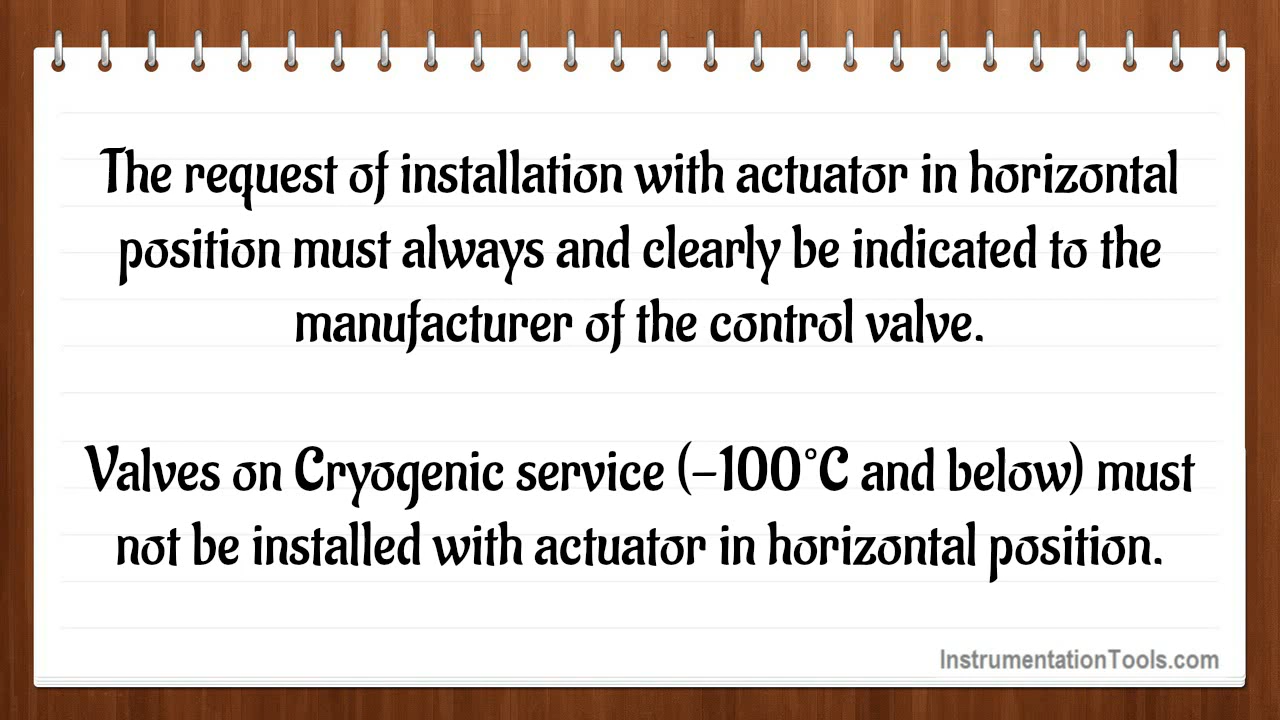 The request of installation with actuator in horizontal
position must always and clearly be indicated to the
manufacturer of the control valve.
Valves on Cryogenic service (-100°C and below) must
not be installed with actuator in horizontal position.
InstrumentationTools.com